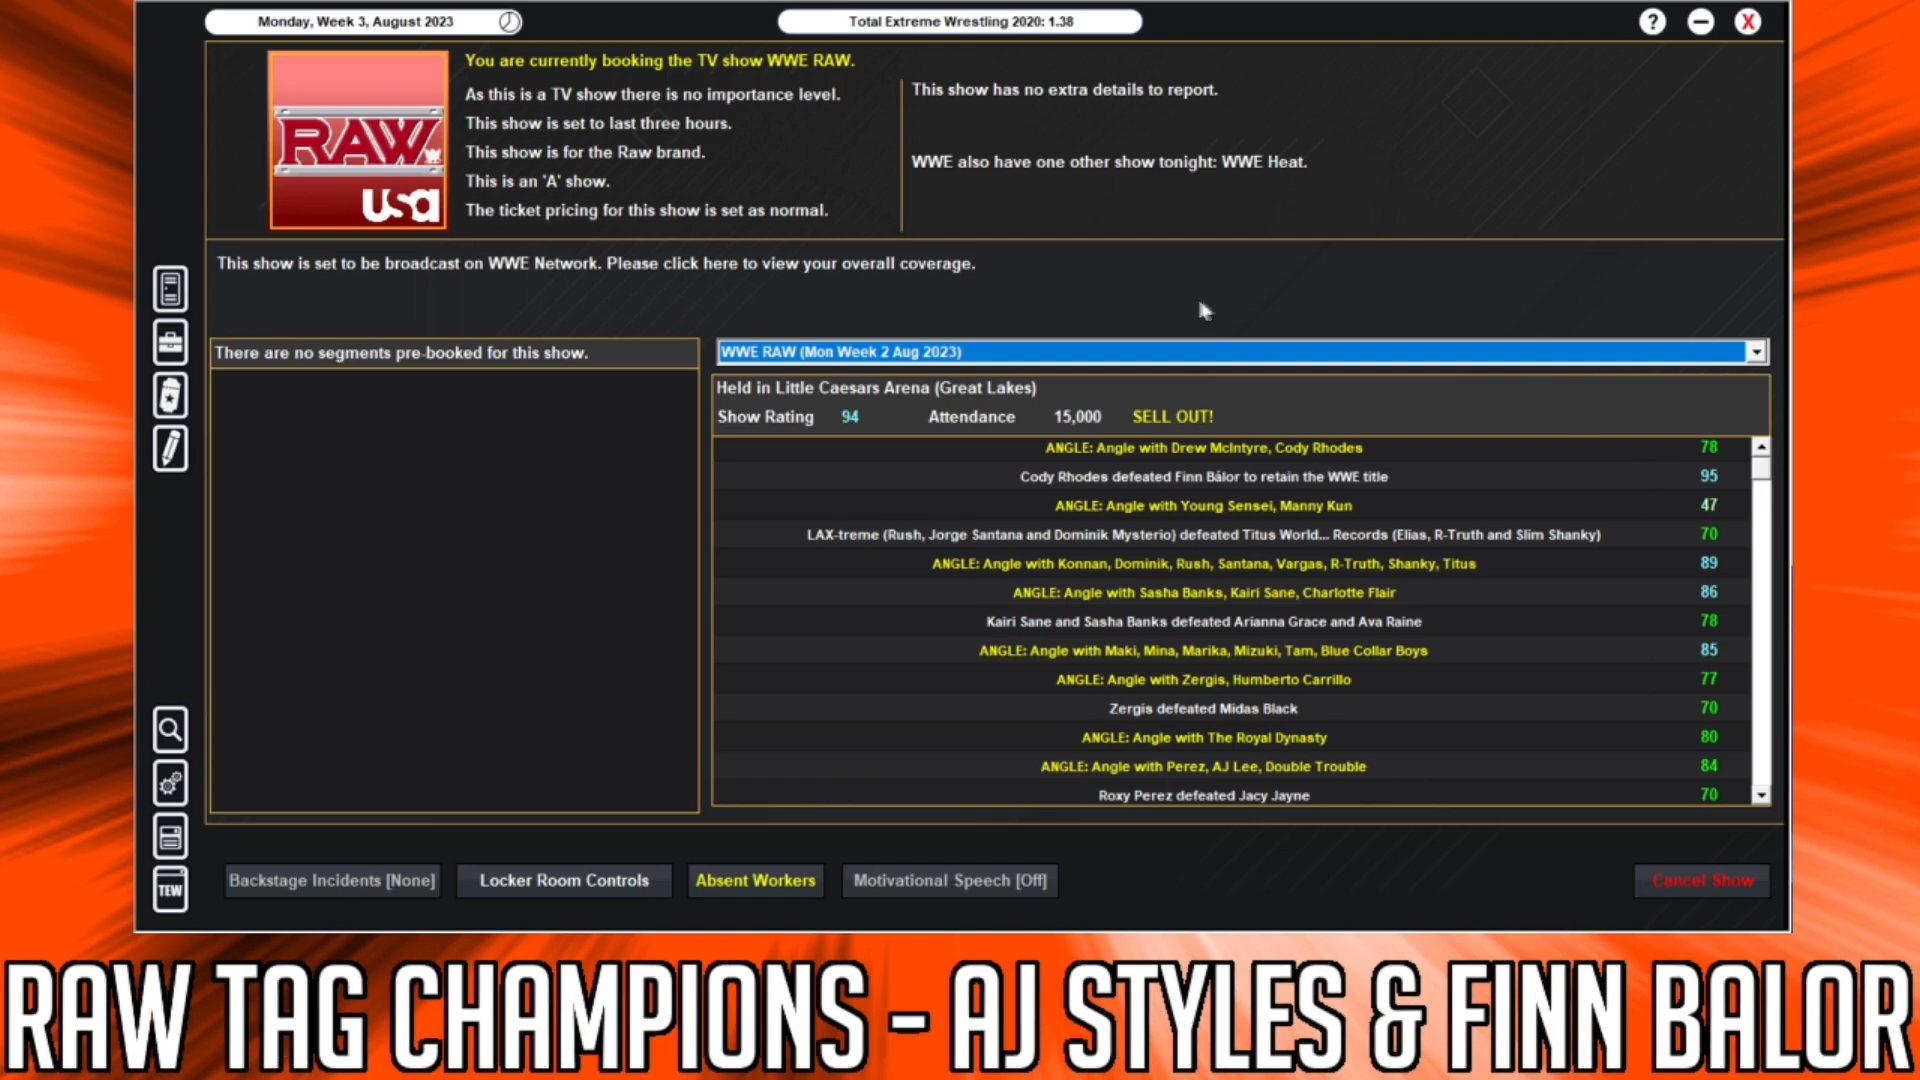 Monday, Week 3, August 2023
Total Extreme Wrestling 2020: 1.38
?
X
RAW
usa
You are currently booking the TV show WWE RAW.
As this is a TV show there is no importance level.
This show is set to last three hours.
This show is for the Raw brand.
This is an 'A' show.
The ticket pricing for this show is set as normal.
This show has no extra details to report.
WWE also have one other show tonight: WWE Heat.
This show is set to be broadcast on WWE Network. Please click here to view your overall coverage.
There are no segments pre-booked for this show.
WWE RAW (Mon Week 2 Aug 2023)
Held in Little Caesars Arena (Great Lakes)
Show Rating 94 Attendance 15,000 SELL OUT!
ANGLE: Angle with Drew McIntyre, Cody Rhodes 78
Cody Rhodes defeated Finn Bálor to retain the WWE title 95
ANGLE: Angle with Young Sensei, Manny Kun 47
LAX-treme (Rush, Jorge Santana and Dominik Mysterio) defeated Titus World... Records (Elias, R-Truth and Slim Shanky) 70
ANGLE: Angle with Konnan, Dominik, Rush, Santana, Vargas, R-Truth, Shanky, Titus 89
ANGLE: Angle with Sasha Banks, Kairi Sane, Charlotte Flair 86
Kairi Sane and Sasha Banks defeated Arianna Grace and Ava Raine 78
ANGLE: Angle with Maki, Mina, Marika, Mizuki, Tam, Blue Collar Boys 85
ANGLE: Angle with Zergis, Humberto Carrillo 77
Zergis defeated Midas Black 70
ANGLE: Angle with The Royal Dynasty 80
ANGLE: Angle with Perez, AJ Lee, Double Trouble 84
Roxy Perez defeated Jacy Jayne 70
TEW
Backstage Incidents [None]
Locker Room Controls
Absent Workers
Motivational Speech [Off]
Cancel Show
RAW TAG CHAMPIONS - AJ STYLES & FINN BALOR